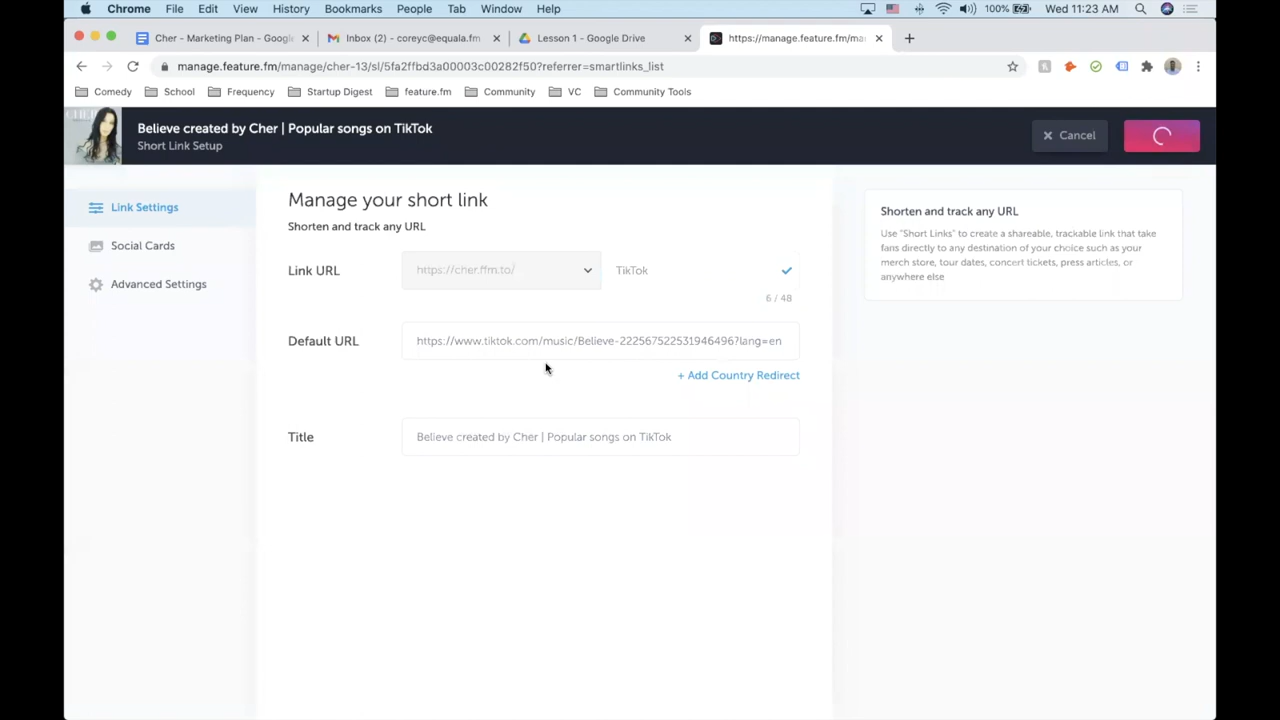 Chrome File Edit View History Bookmarks People Tab Window Help 100% Wed 11:23 AM
Cher - Marketing Plan - Google Inbox (2) - coreyc@equala.fm Lesson 1 - Google Drive https://manage.feature.fm/ma
manage.feature.fm/manage/cher-13/sl/5fa2ffbd3a00003c00282f50?referrer=smartlinks_list
Comedy School Frequency Startup Digest feature.fm Community VC Community Tools
CHER
Believe created by Cher | Popular songs on TikTok
Short Link Setup
Cancel
Link Settings
Social Cards
Advanced Settings
Manage your short link
Shorten and track any URL
Link URL https://cher.ffm.to/ TikTok
6 / 48
Default URL https://www.tiktok.com/music/Believe-222567522531946496?lang=en
+ Add Country Redirect
Title Believe created by Cher | Popular songs on TikTok
Shorten and track any URL
Use "Short Links" to create a shareable, trackable link that take
fans directly to any destination of your choice such as your
merch store, tour dates, concert tickets, press articles, or
anywhere else